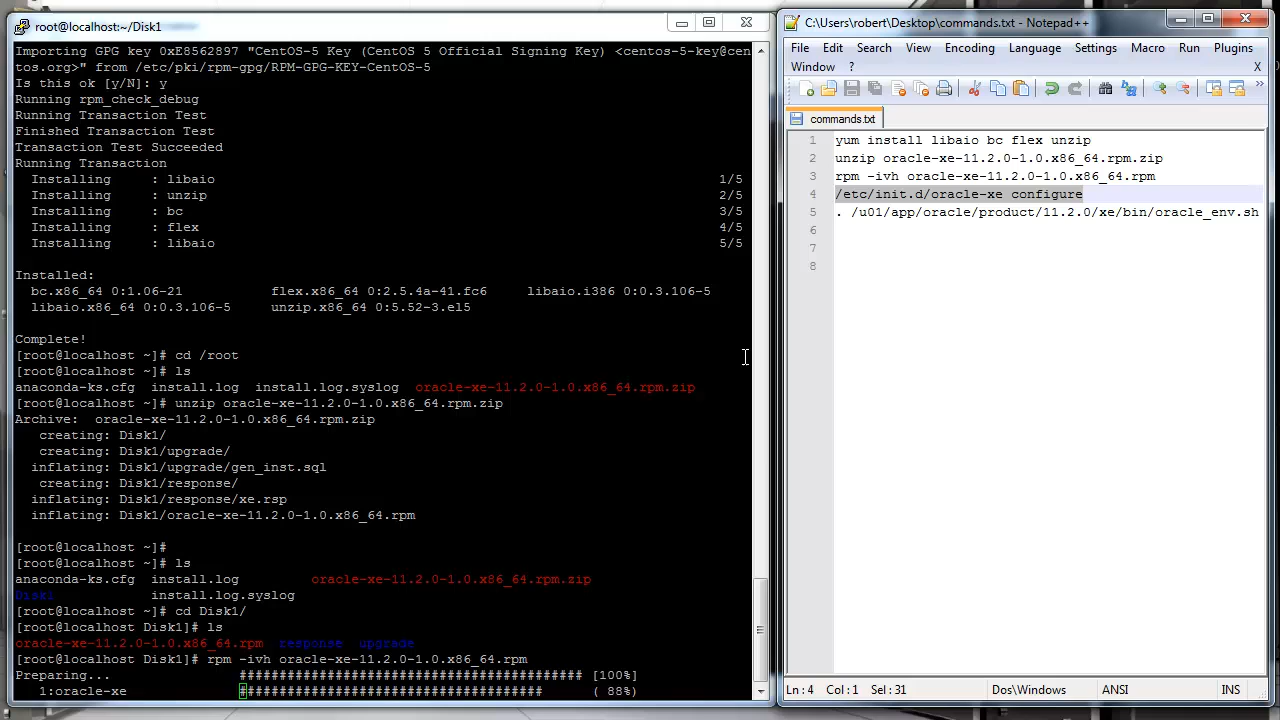 root@localhost:~/Disk1
Importing GPG key 0xE8562897 "CentOS-5 Key (CentOS 5 Official Signing Key) <centos-5-key@cen
tos.org>" from /etc/pki/rpm-gpg/RPM-GPG-KEY-CentOS-5
Is this ok [y/N]: y
Running rpm_check_debug
Running Transaction Test
Finished Transaction Test
Transaction Test Succeeded
Running Transaction
Installing     : libaio                                                   1/5
Installing     : unzip                                                    2/5
Installing     : bc                                                       3/5
Installing     : flex                                                     4/5
Installing     : libaio                                                   5/5
Installed:
bc.x86_64 0:1.06-21           flex.x86_64 0:2.5.4a-41.fc6     libaio.i386 0:0.3.106-5
libaio.x86_64 0:0.3.106-5     unzip.x86_64 0:5.52-3.el5
Complete!
[root@localhost ~]# cd /root
[root@localhost ~]# ls
anaconda-ks.cfg  install.log  install.log.syslog  oracle-xe-11.2.0-1.0.x86_64.rpm.zip
[root@localhost ~]# unzip oracle-xe-11.2.0-1.0.x86_64.rpm.zip
Archive:  oracle-xe-11.2.0-1.0.x86_64.rpm.zip
creating: Disk1/
creating: Disk1/upgrade/
inflating: Disk1/upgrade/gen_inst.sql
creating: Disk1/response/
inflating: Disk1/response/xe.rsp
inflating: Disk1/oracle-xe-11.2.0-1.0.x86_64.rpm
[root@localhost ~]#
[root@localhost ~]# ls
anaconda-ks.cfg  install.log         oracle-xe-11.2.0-1.0.x86_64.rpm.zip
Disk1            install.log.syslog
[root@localhost ~]# cd Disk1/
[root@localhost Disk1]# ls
oracle-xe-11.2.0-1.0.x86_64.rpm  response  upgrade
[root@localhost Disk1]# rpm -ivh oracle-xe-11.2.0-1.0.x86_64.rpm
Preparing...                ########################################### [100%]
1:oracle-xe              ###################################### ( 88%)
C:\Users\robert\Desktop\commands.txt - Notepad++
File Edit Search View Encoding Language Settings Macro Run Plugins
Window ? X
commands.txt
1 yum install libaio bc flex unzip
2 unzip oracle-xe-11.2.0-1.0.x86_64.rpm.zip
3 rpm -ivh oracle-xe-11.2.0-1.0.x86_64.rpm
4 /etc/init.d/oracle-xe configure
5 . /u01/app/oracle/product/11.2.0/xe/bin/oracle_env.sh
6
7
8
Ln:4 Col:1 Sel:31 Dos\Windows ANSI INS